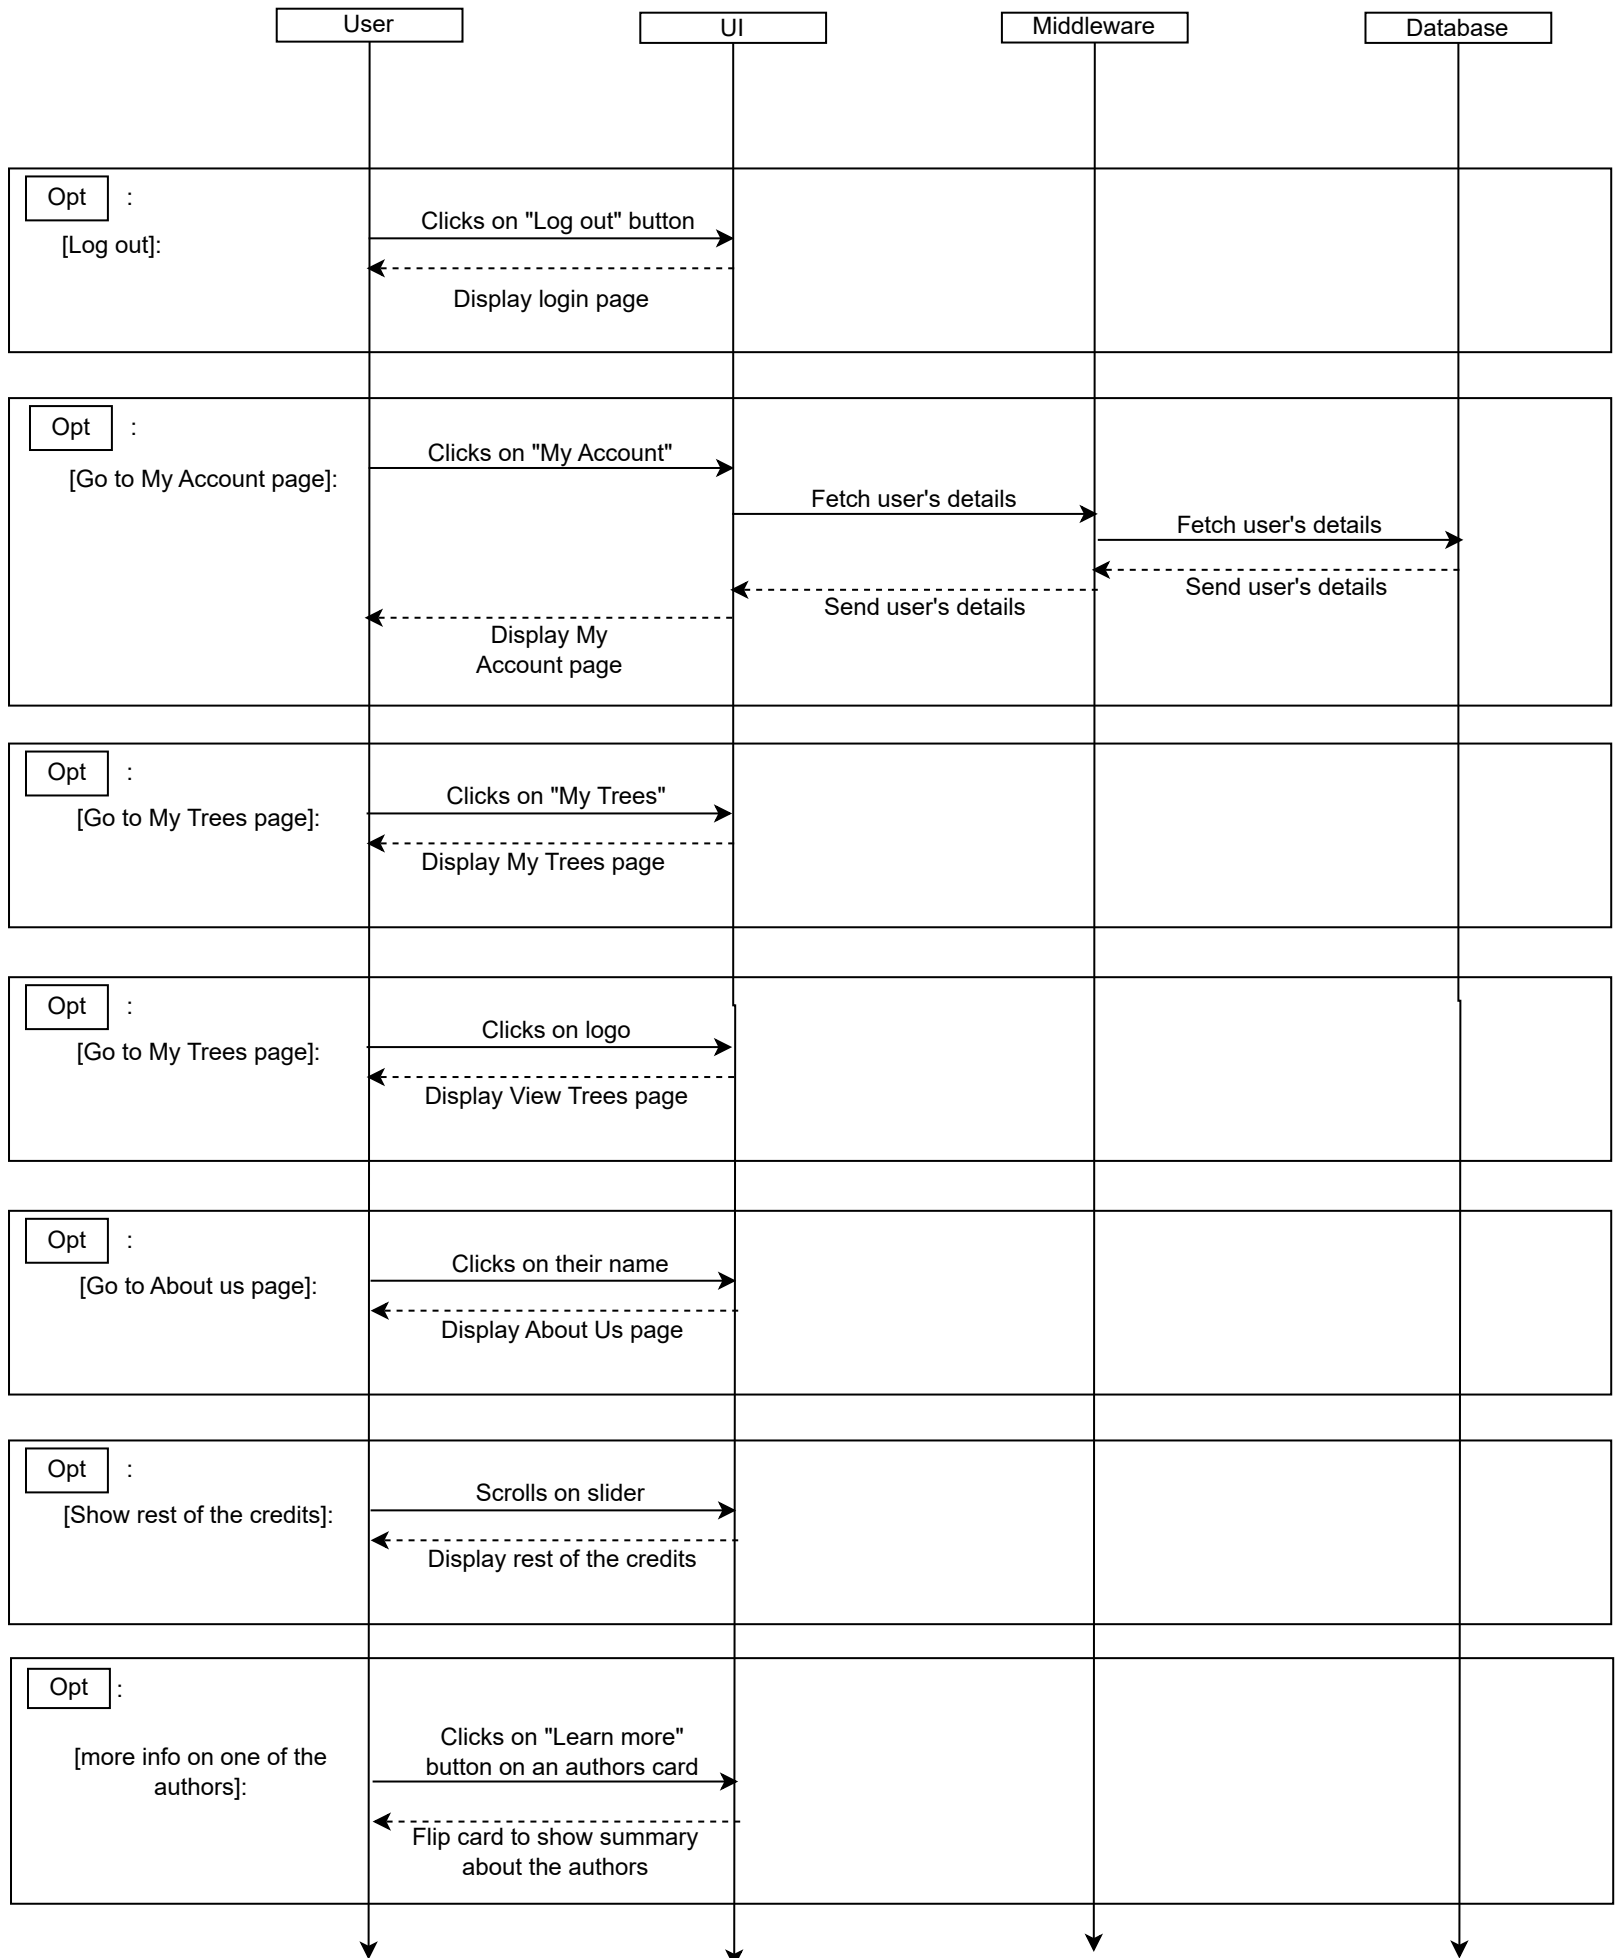 User
UI
Middleware
Database
Opt :
Clicks on "Log out" button
[Log out]:
Display login page
Opt :
Clicks on "My Account"
[Go to My Account page]:
Fetch user's details
Fetch user's details
Send user's details
Send user's details
Display My
Account page
Opt :
Clicks on "My Trees"
[Go to My Trees page]:
Display My Trees page
Opt :
Clicks on logo
[Go to My Trees page]:
Display View Trees page
Opt :
Clicks on their name
[Go to About us page]:
Display About Us page
Opt :
Scrolls on slider
[Show rest of the credits]:
Display rest of the credits
Opt :
Clicks on "Learn more"
button on an authors card
[more info on one of the
authors]:
Flip card to show summary
about the authors